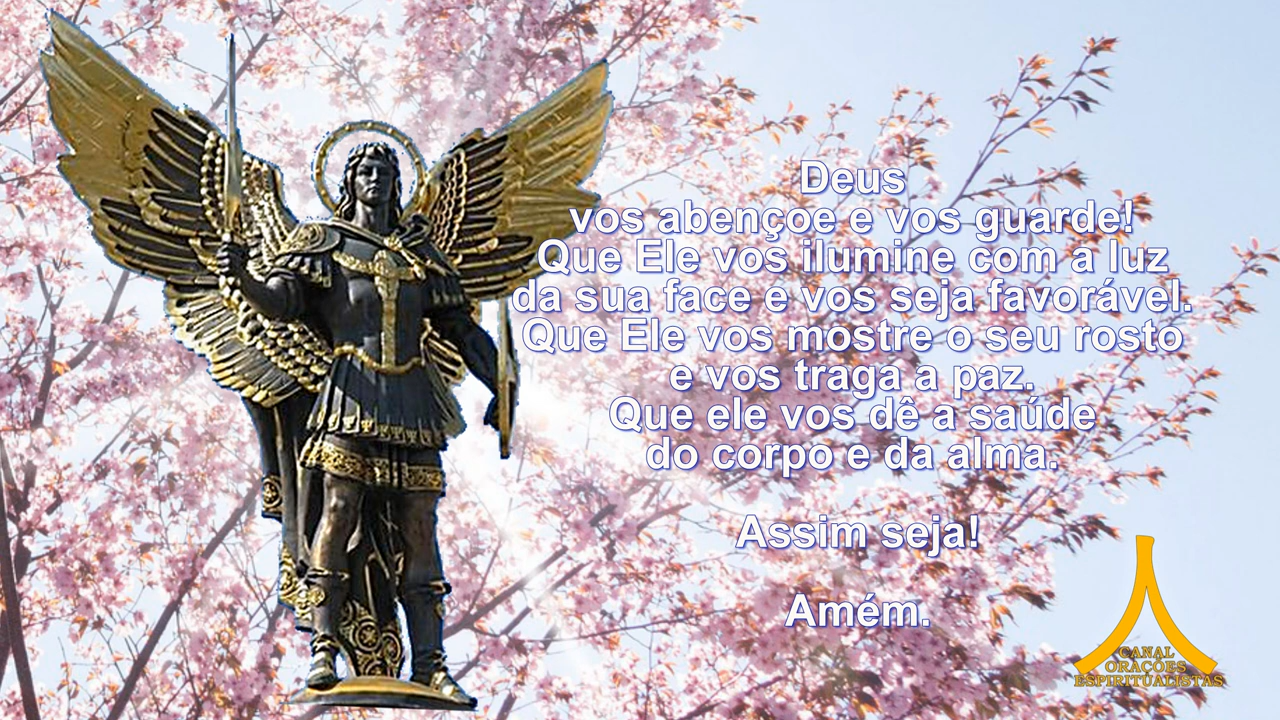 Deus
vos abençoe e vos guarde!
Que Ele vos ilumine com a luz
da sua face e vos seja favorável.
Que Ele vos mostre o seu rosto
e vos traga a paz.
Que ele vos dê a saúde
do corpo e da alma.
Assim seja!
Amém.
CANAL
ORAÇÕES
ESPIRITUALISTAS